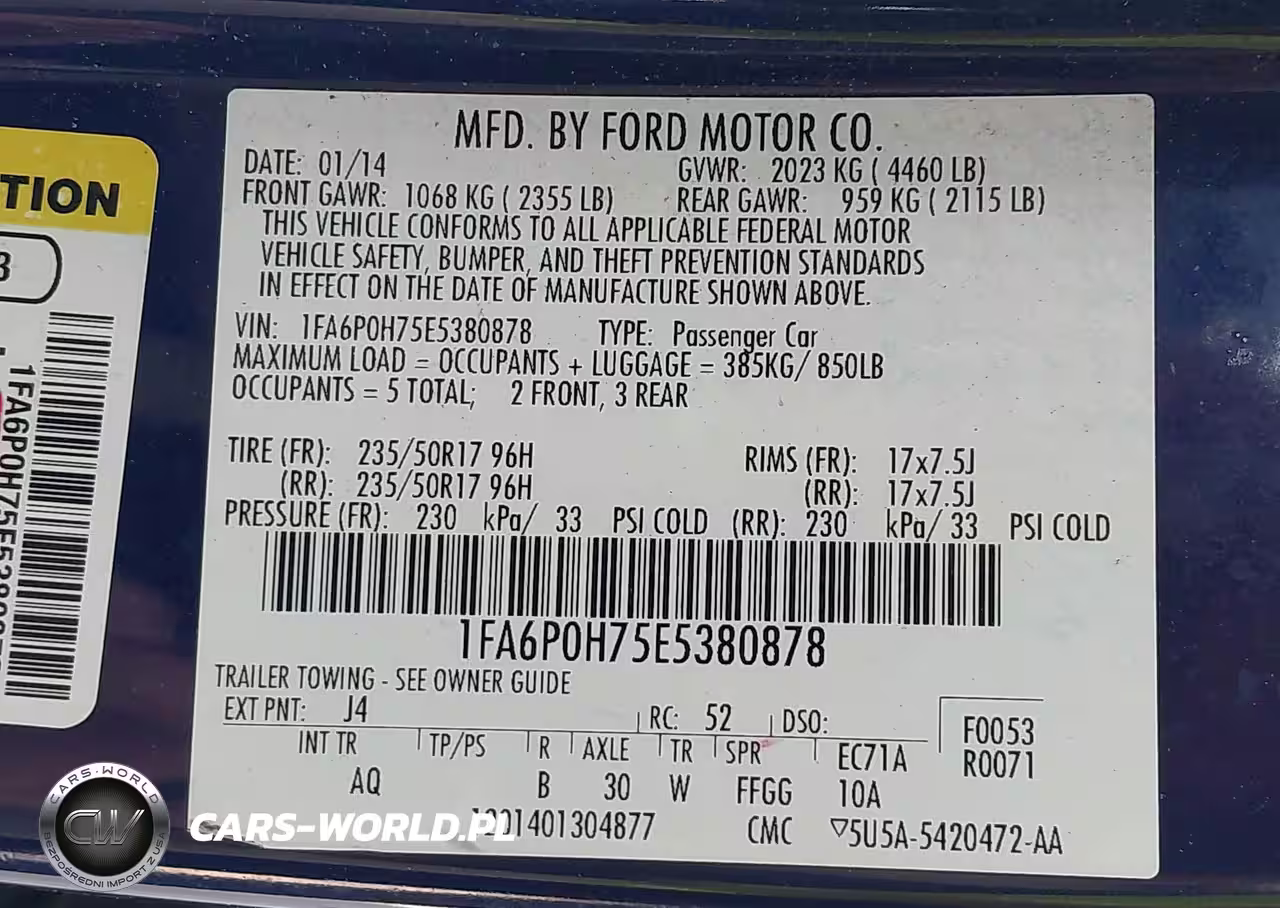 MFD. BY FORD MOTOR CO.
DATE: 01/14 GVWR: 2023 KG ( 4460 LB)
FRONT GAWR: 1068 KG ( 2355 LB) REAR GAWR: 959 KG ( 2115 LB)
THIS VEHICLE CONFORMS TO ALL APPLICABLE FEDERAL MOTOR
VEHICLE SAFETY, BUMPER, AND THEFT PREVENTION STANDARDS
IN EFFECT ON THE DATE OF MANUFACTURE SHOWN ABOVE.
VIN: 1FA6P0H75E5380878 TYPE: Passenger Car
MAXIMUM LOAD = OCCUPANTS + LUGGAGE = 385KG/ 850LB
OCCUPANTS = 5 TOTAL; 2 FRONT, 3 REAR
TIRE (FR): 235/50R17 96H RIMS (FR): 17x7.5J
(RR): 235/50R17 96H (RR): 17x7.5J
PRESSURE (FR): 230 kPa/ 33 PSI COLD (RR): 230 kPa/ 33 PSI COLD
1FA6P0H75E5380878
TRAILER TOWING - SEE OWNER GUIDE
EXT PNT: J4 RC: 52 DSO: F0053
INT TR TP/PS R AXLE TR SPR EC71A R0071
AQ B 30 W FFGG 10A
1401304877 CMC ▽5U5A-5420472-AA
TION
3
1FA6P0H75E53808
CARS-WORLD.PL
CARS-WORLD
CW
BEZPOŚREDNI IMPORT Z USA